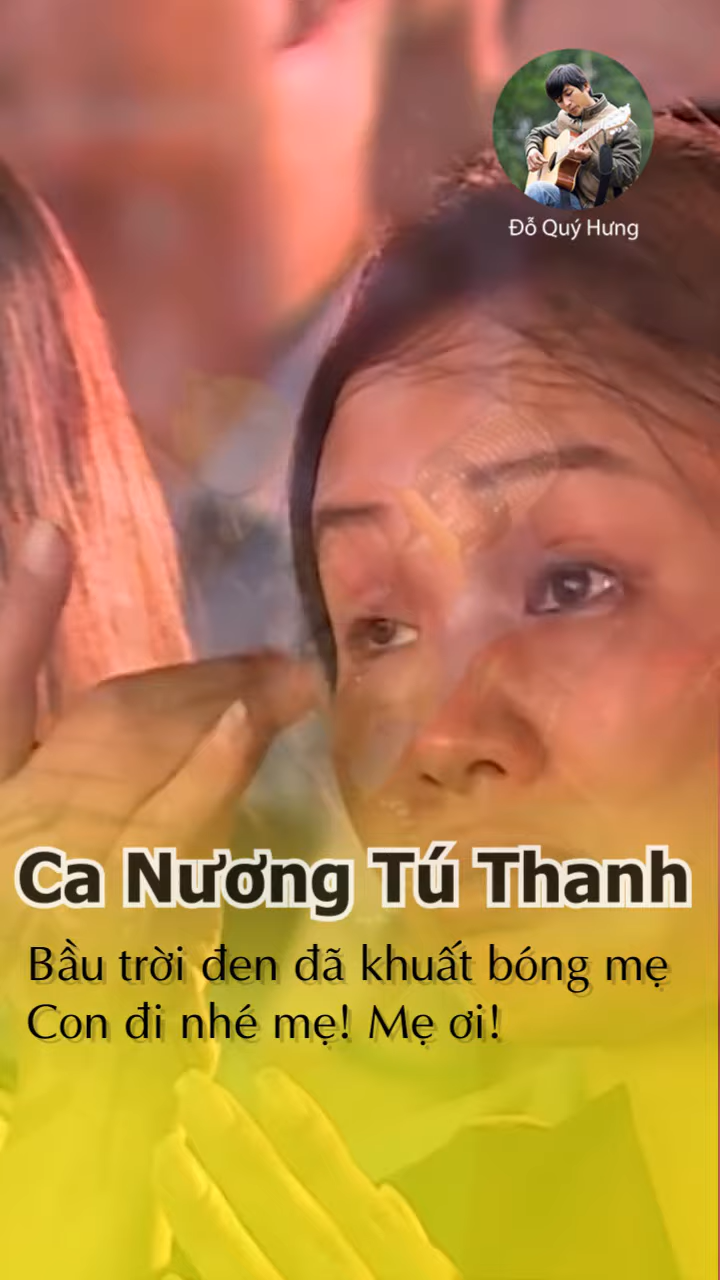 Đỗ Quý Hưng
Ca Nương Tú Thanh
Bầu trời đen đã khuất bóng mẹ
Con đi nhé mẹ! Mẹ ơi!